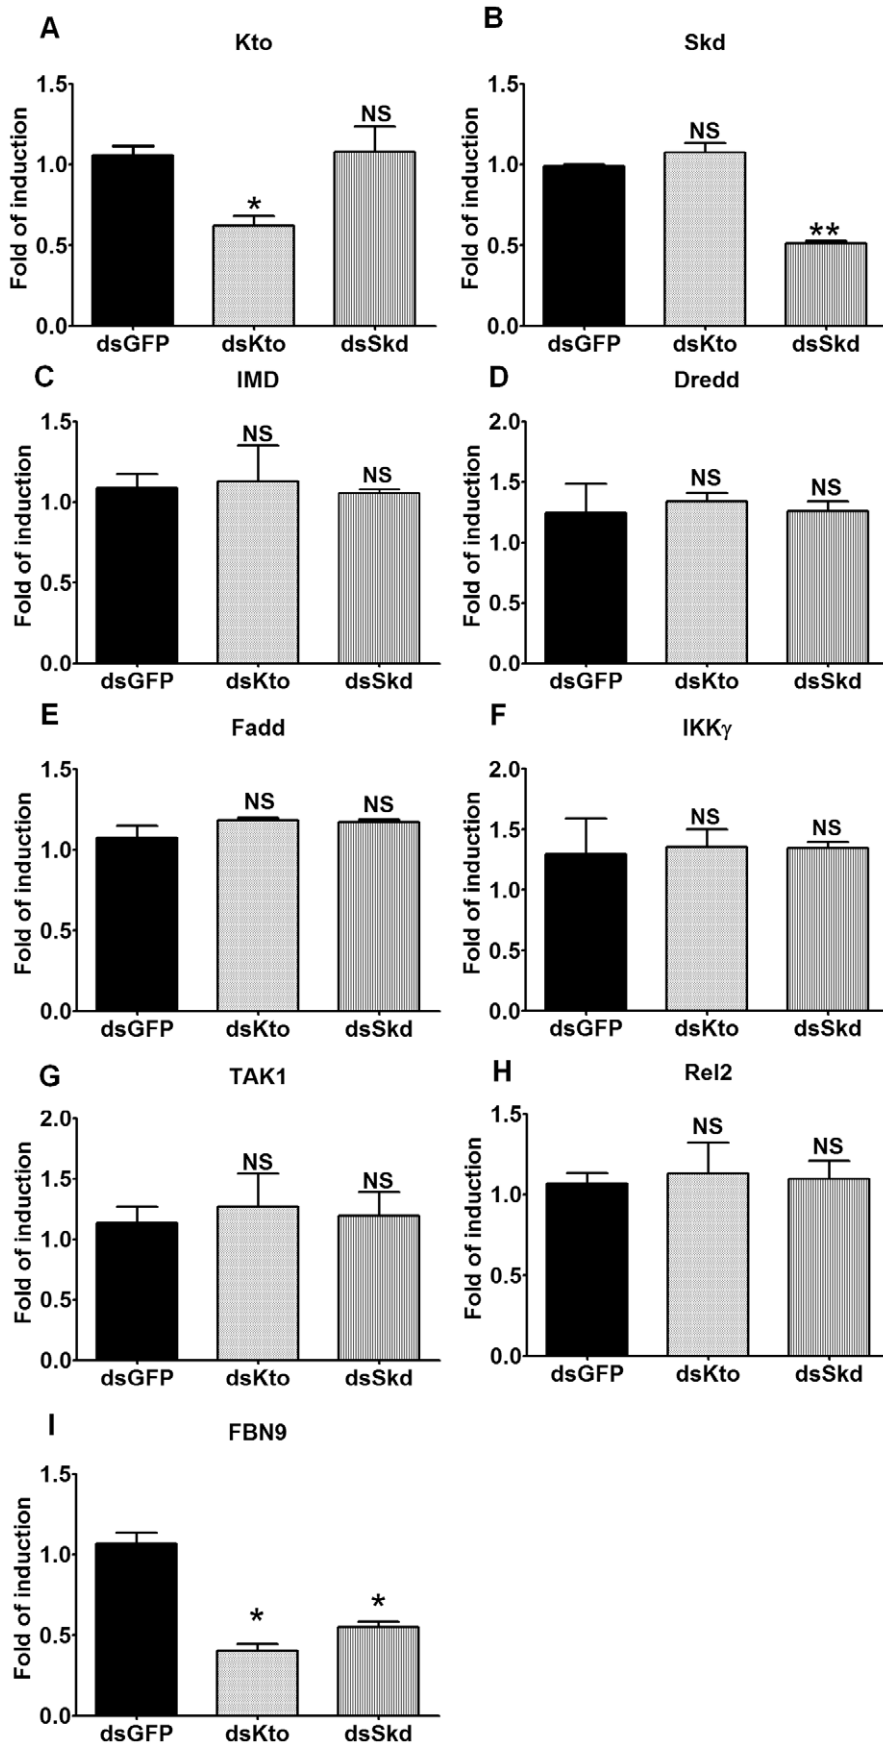 A
Kto
Fold of induction
1.5
1.0
0.5
0.0
*
NS
dsGFP dsKto dsSkd
B
Skd
Fold of induction
1.5
1.0
0.5
0.0
NS
**
dsGFP dsKto dsSkd
C
IMD
Fold of induction
1.5
1.0
0.5
0.0
NS
NS
dsGFP dsKto dsSkd
D
Dredd
Fold of induction
2.0
1.5
1.0
0.5
0.0
NS
NS
dsGFP dsKto dsSkd
E
Fadd
Fold of induction
1.5
1.0
0.5
0.0
NS
NS
dsGFP dsKto dsSkd
F
IKKγ
Fold of induction
2.0
1.5
1.0
0.5
0.0
NS
NS
dsGFP dsKto dsSkd
G
TAK1
Fold of induction
2.0
1.5
1.0
0.5
0.0
NS
NS
dsGFP dsKto dsSkd
H
Rel2
Fold of induction
1.5
1.0
0.5
0.0
NS
NS
dsGFP dsKto dsSkd
I
FBN9
Fold of induction
1.5
1.0
0.5
0.0
*
*
dsGFP dsKto dsSkd